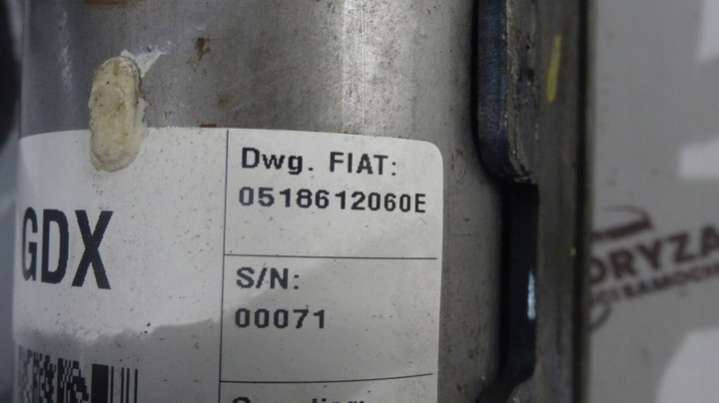 Dwg. FIAT:
0518612060E
GDX
S/N:
00071